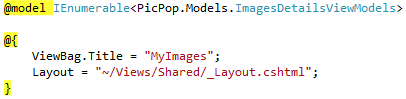 @model IEnumerable<PicPop.Models.ImagesDetailsViewModels>
@{
ViewBag.Title = "MyImages";
Layout = "~/Views/Shared/_Layout.cshtml";
}